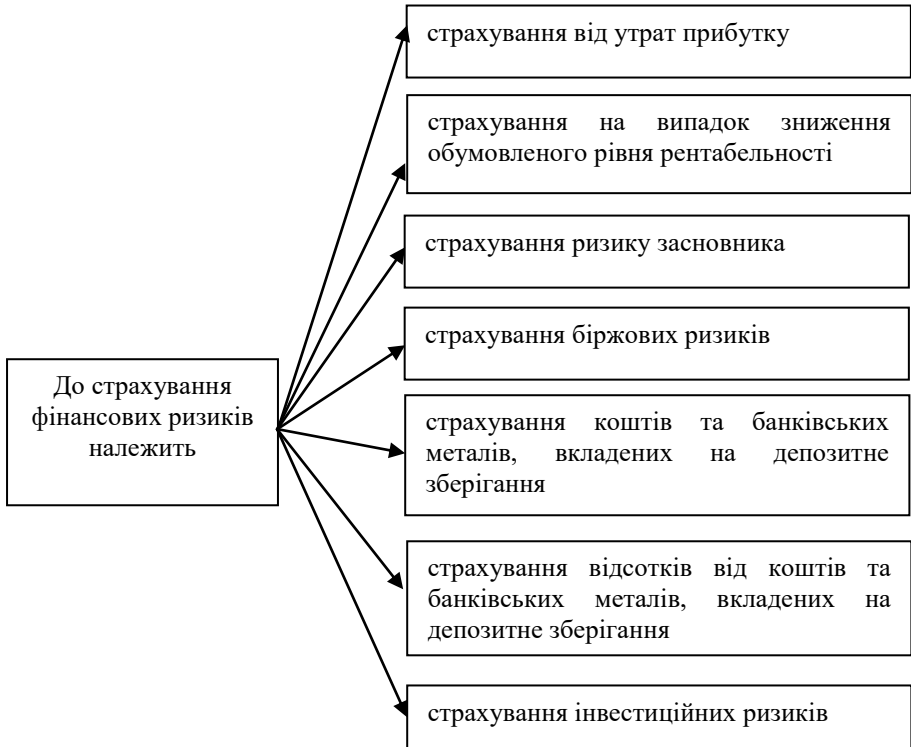 страхування від утрат прибутку
страхування на випадок зниження
обумовленого рівня рентабельності
страхування ризику засновника
страхування біржових ризиків
До страхування
фінансових ризиків
належить
страхування коштів та банківських
металів, вкладених на депозитне
зберігання
страхування відсотків від коштів та
банківських металів, вкладених на
депозитне зберігання
страхування інвестиційних ризиків